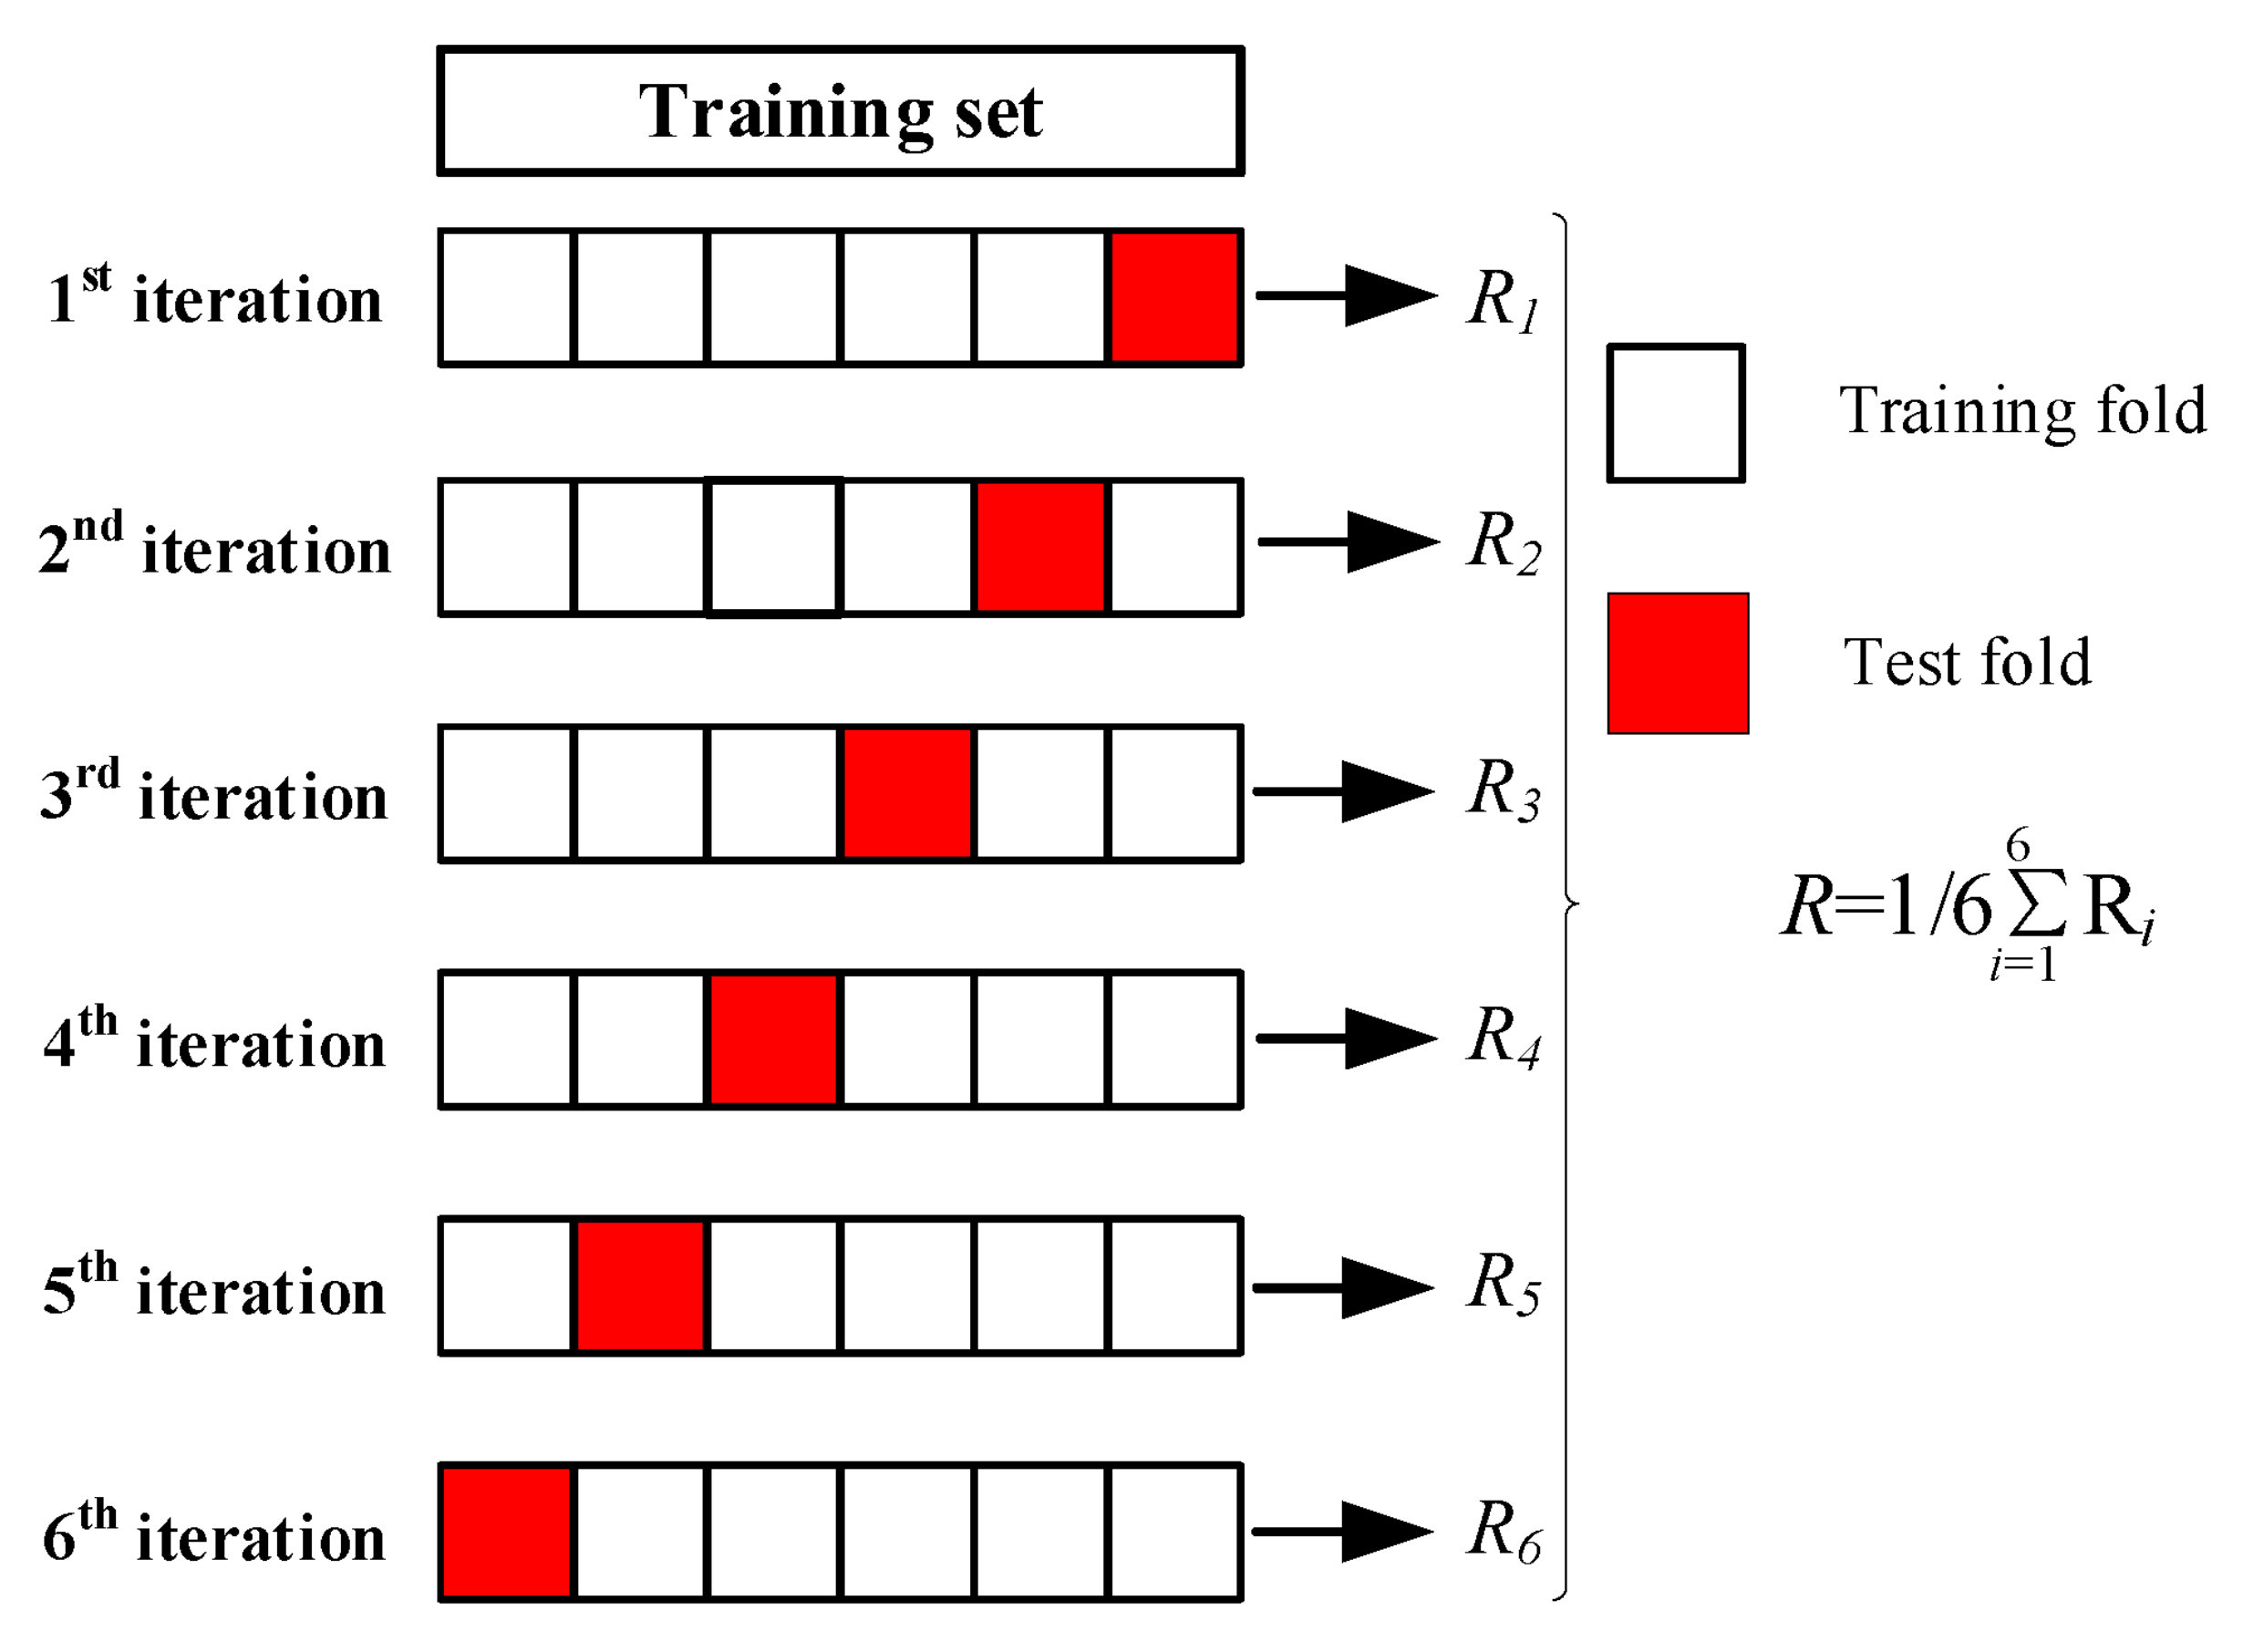 Training set
1st iteration
R1
2nd iteration
R2
3rd iteration
R3
4th iteration
R4
5th iteration
R5
6th iteration
R6
Training fold
Test fold
R=1/6∑Ri
6
i=1